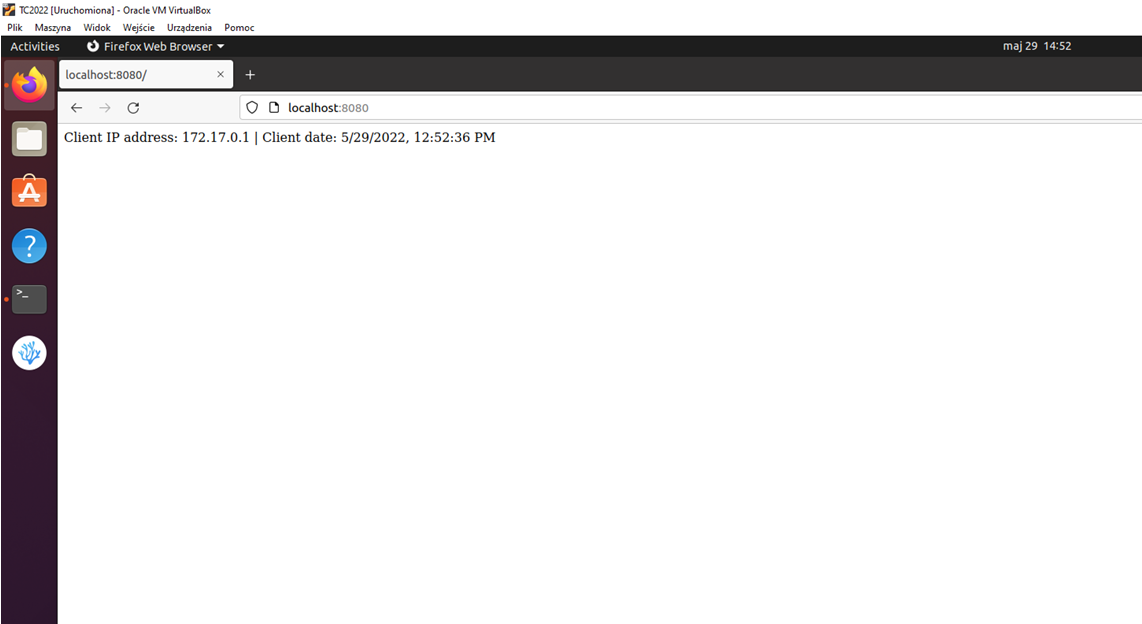 TC2022 [Uruchomiona] - Oracle VM VirtualBox
Plik Maszyna Widok Wejście Urządzenia Pomoc
Activities Firefox Web Browser maj 29 14:52
localhost:8080/
localhost:8080
Client IP address: 172.17.0.1 | Client date: 5/29/2022, 12:52:36 PM